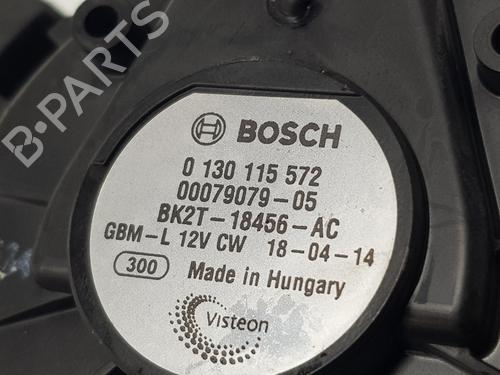 B-PARTS
BOSCH
0 130 115 572
00079079-05
BK2T-18456-AC
GBM-L 12V CW 18-04-14
300 Made in Hungary
Visteon